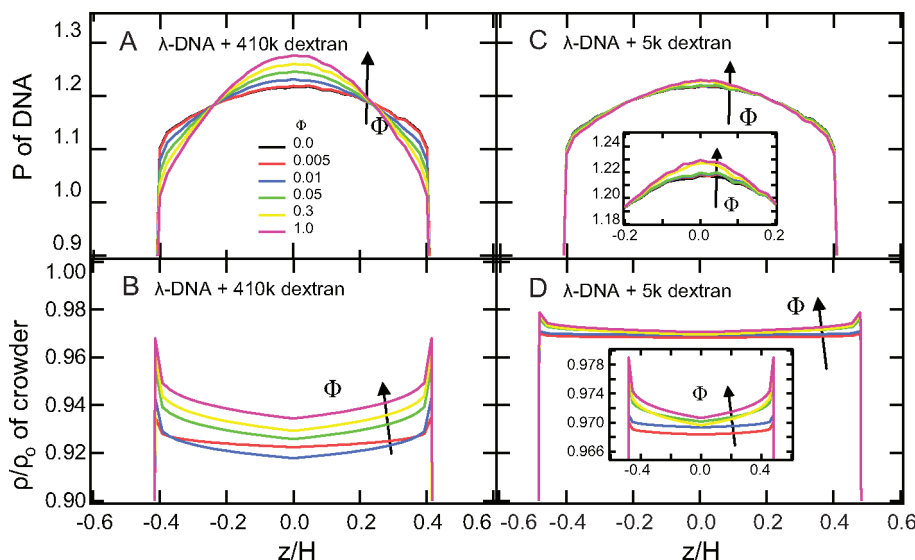 A λ-DNA + 410k dextran
P of DNA
1.3
1.2
1.1
1.0
0.9
Φ
Φ
0.0
0.005
0.01
0.05
0.3
1.0
C λ-DNA + 5k dextran
Φ
1.24
1.22
1.20
1.18
Φ
-0.2 0.0 0.2
B λ-DNA + 410k dextran
ρ/ρo of crowder
1.00
0.98
0.96
0.94
0.92
0.90
Φ
-0.6 -0.4 -0.2 0.0 0.2 0.4 -0.6
z/H
D λ-DNA + 5k dextran
Φ
0.978
0.974
0.970
0.966
Φ
-0.4 0.0 0.4
-0.4 -0.2 0.0 0.2 0.4 0.6
z/H